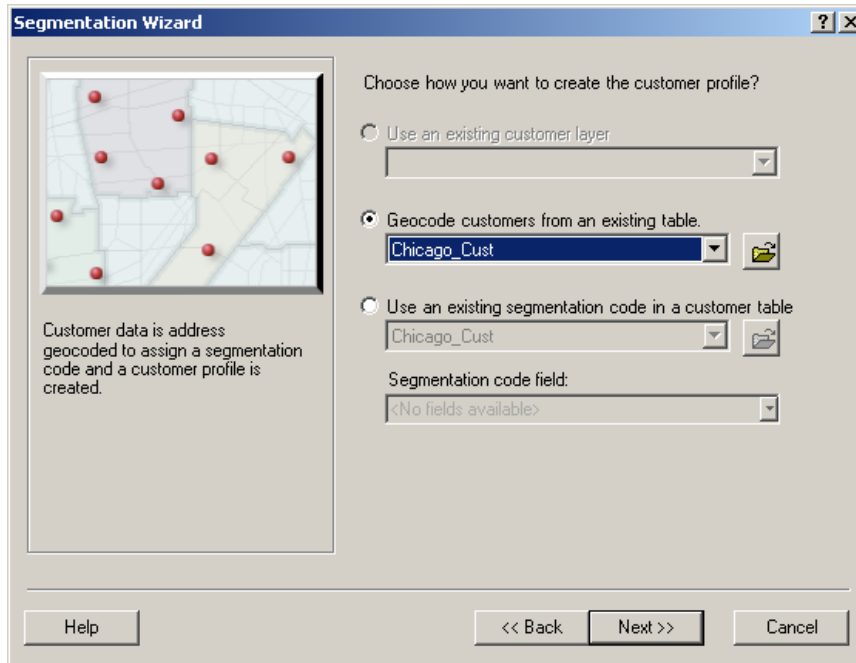 Segmentation Wizard
Choose how you want to create the customer profile?
Use an existing customer layer
Geocode customers from an existing table.
Chicago_Cust
Use an existing segmentation code in a customer table
Chicago_Cust
Segmentation code field:
<No fields available>
Customer data is address
geocoded to assign a segmentation
code and a customer profile is
created.
Help
<< Back
Next >>
Cancel